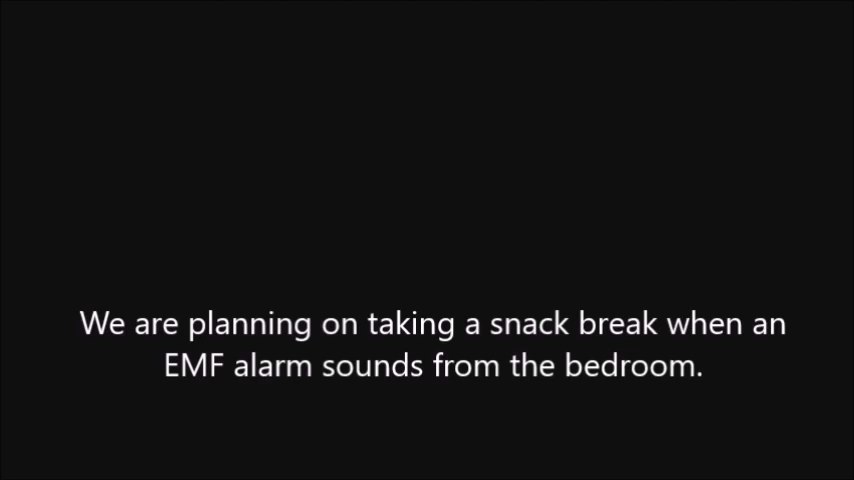 We are planning on taking a snack break when an
EMF alarm sounds from the bedroom.